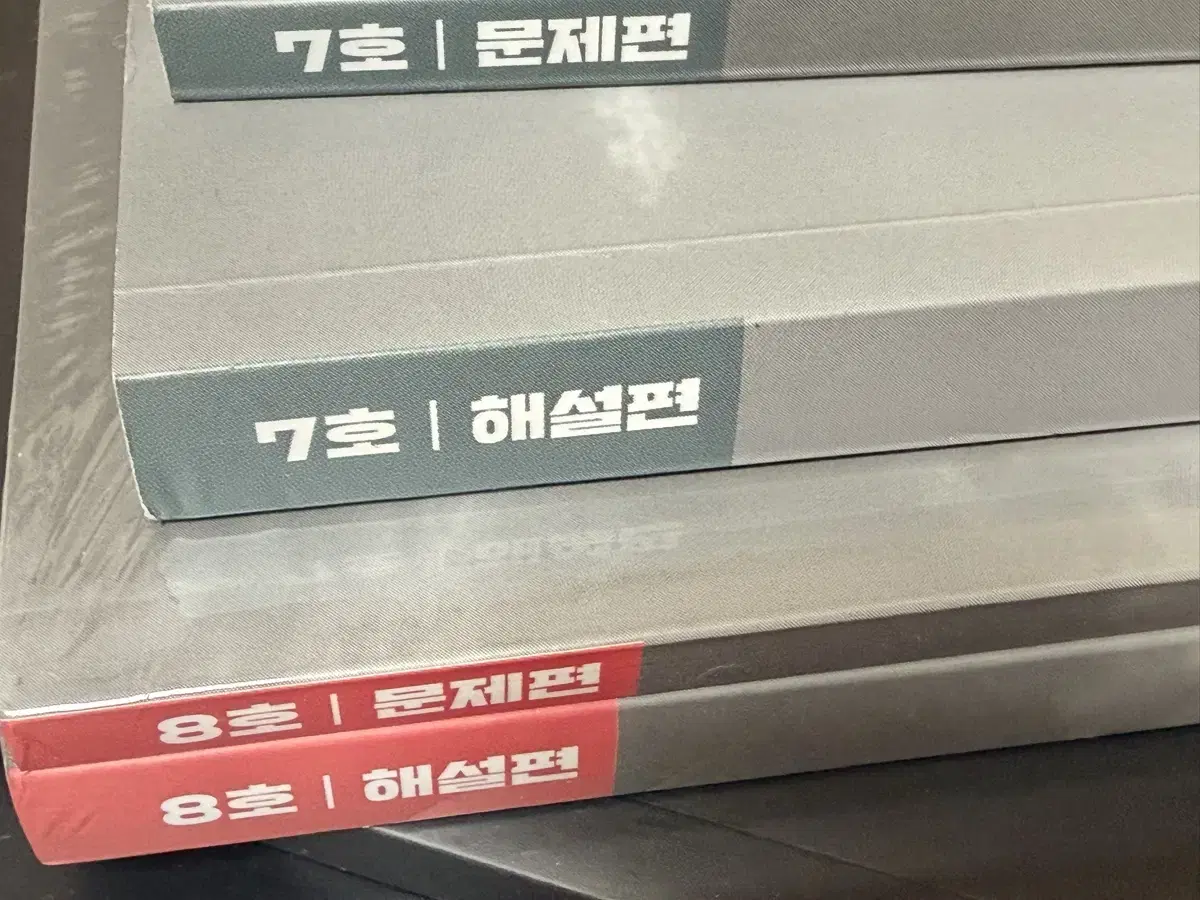 7호 | 문제편
7호 | 해설편
8호 | 문제편
8호 | 해설편